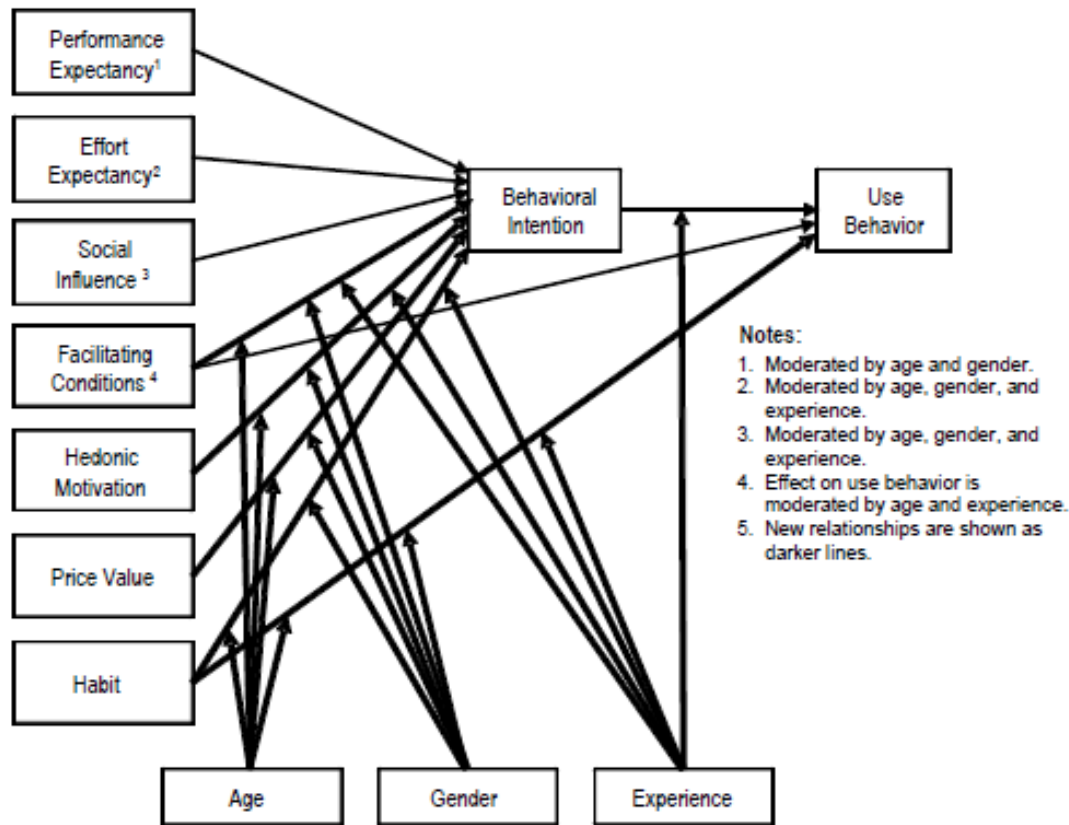 Performance
Expectancy¹
Effort
Expectancy²
Social
Influence ³
Facilitating
Conditions ⁴
Hedonic
Motivation
Price Value
Habit
Behavioral
Intention
Use
Behavior
Notes:
1. Moderated by age and gender.
2. Moderated by age, gender, and
experience.
3. Moderated by age, gender, and
experience.
4. Effect on use behavior is
moderated by age and experience.
5. New relationships are shown as
darker lines.
Age
Gender
Experience